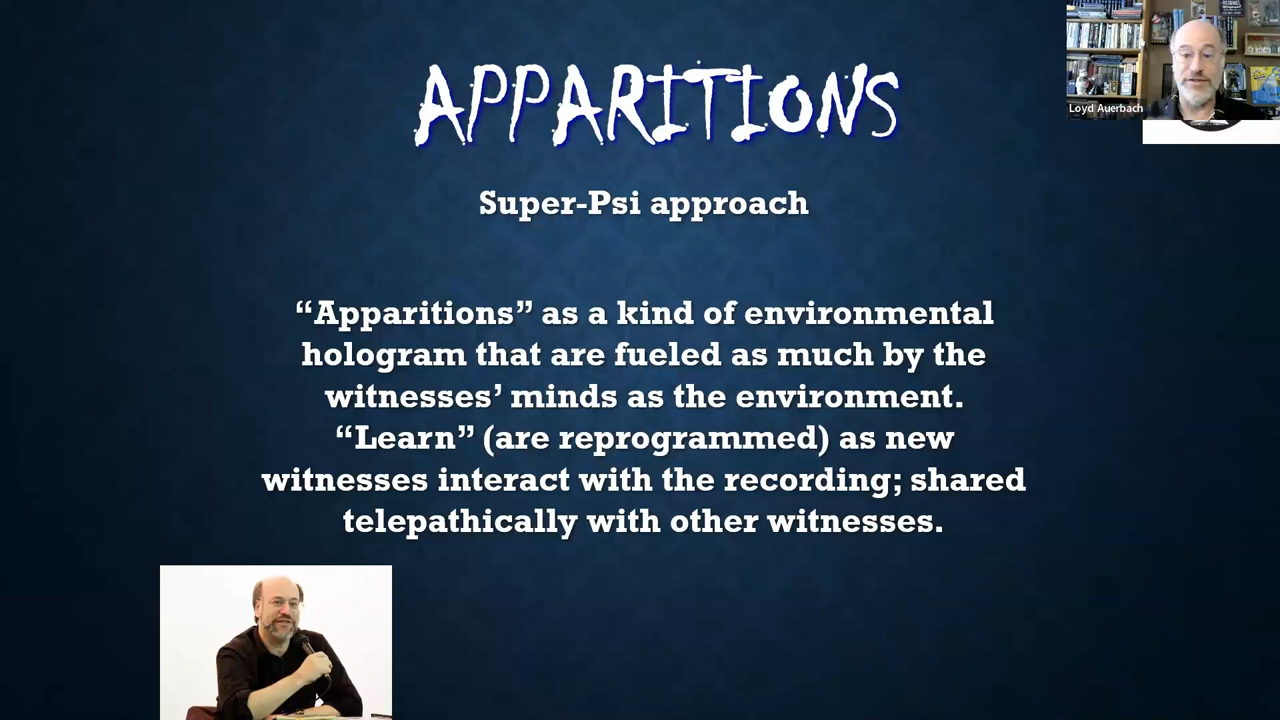 APPARITIONS
Loyd Auerbach
Super-Psi approach
“Apparitions” as a kind of environmental
hologram that are fueled as much by the
witnesses’ minds as the environment.
“Learn” (are reprogrammed) as new
witnesses interact with the recording; shared
telepathically with other witnesses.